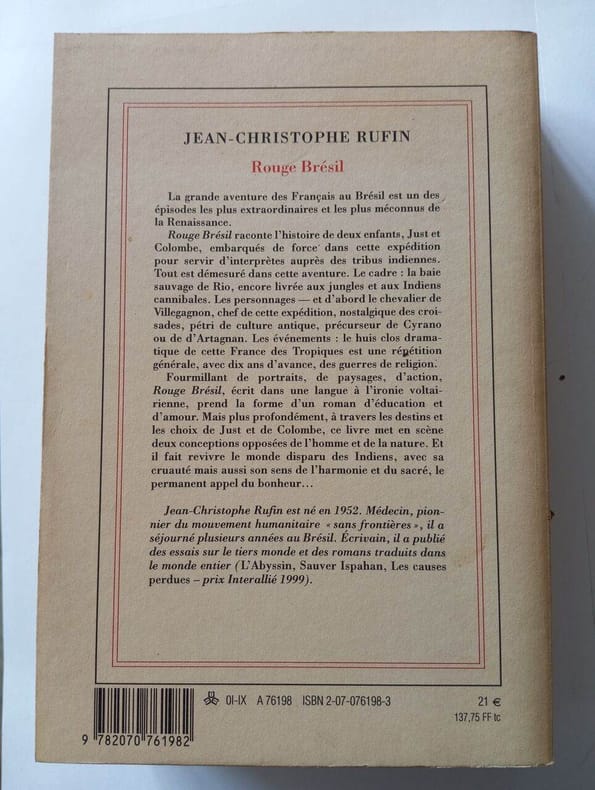 JEAN-CHRISTOPHE RUFIN
Rouge Brésil
La grande aventure des Français au Brésil est un des
épisodes les plus extraordinaires et les plus méconnus de
la Renaissance.
Rouge Brésil raconte l'histoire de deux enfants, Just et
Colombe, embarqués de force dans cette expédition
pour servir d'interprètes auprès des tribus indiennes.
Tout est démesuré dans cette aventure. Le cadre : la baie
sauvage de Rio, encore livrée aux jungles et aux Indiens
cannibales. Les personnages — et d'abord le chevalier de
Villegagnon, chef de cette expédition, nostalgique des croi-
sades, pétri de culture antique, précurseur de Cyrano
ou de d'Artagnan. Les événements : le huis clos drama-
tique de cette France des Tropiques est une répétition
générale, avec dix ans d'avance, des guerres de religion.
Fourmillant de portraits, de paysages, d'action,
Rouge Brésil, écrit dans une langue à l'ironie voltai-
rienne, prend la forme d'un roman d'éducation et
d'amour. Mais plus profondément, à travers les destins et
les choix de Just et de Colombe, ce livre met en scène
deux conceptions opposées de l'homme et de la nature. Et
il fait revivre le monde disparu des Indiens, avec sa
cruauté mais aussi son sens de l'harmonie et du sacré, le
permanent appel du bonheur...
Jean-Christophe Rufin est né en 1952. Médecin, pion-
nier du mouvement humanitaire « sans frontières », il a
séjourné plusieurs années au Brésil. Écrivain, il a publié
des essais sur le tiers monde et des romans traduits dans
le monde entier (L'Abyssin, Sauver Ispahan, Les causes
perdues – prix Interallié 1999).
01-IX A 76198 ISBN 2-07-076198-3 21 €
137,75 FF tc
9 782070 761982